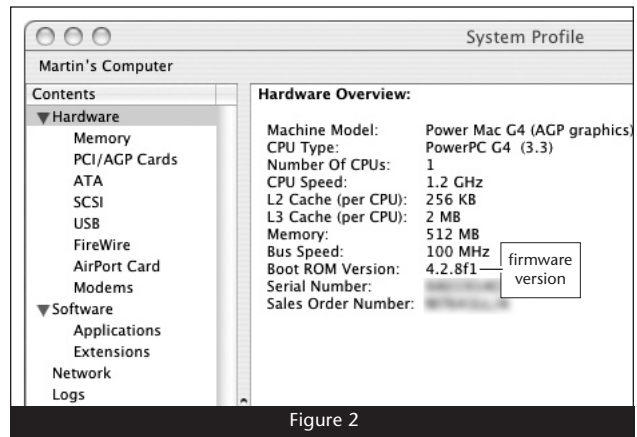 System Profile
Martin's Computer
Contents
Hardware
Memory
PCI/AGP Cards
ATA
SCSI
USB
FireWire
AirPort Card
Modems
Software
Applications
Extensions
Network
Logs
Hardware Overview:
Machine Model: Power Mac G4 (AGP graphics)
CPU Type: PowerPC G4 (3.3)
Number Of CPUs: 1
CPU Speed: 1.2 GHz
L2 Cache (per CPU): 256 KB
L3 Cache (per CPU): 2 MB
Memory: 512 MB
Bus Speed: 100 MHz
Boot ROM Version: 4.2.8f1
Serial Number:
Sales Order Number:
firmware
version
Figure 2